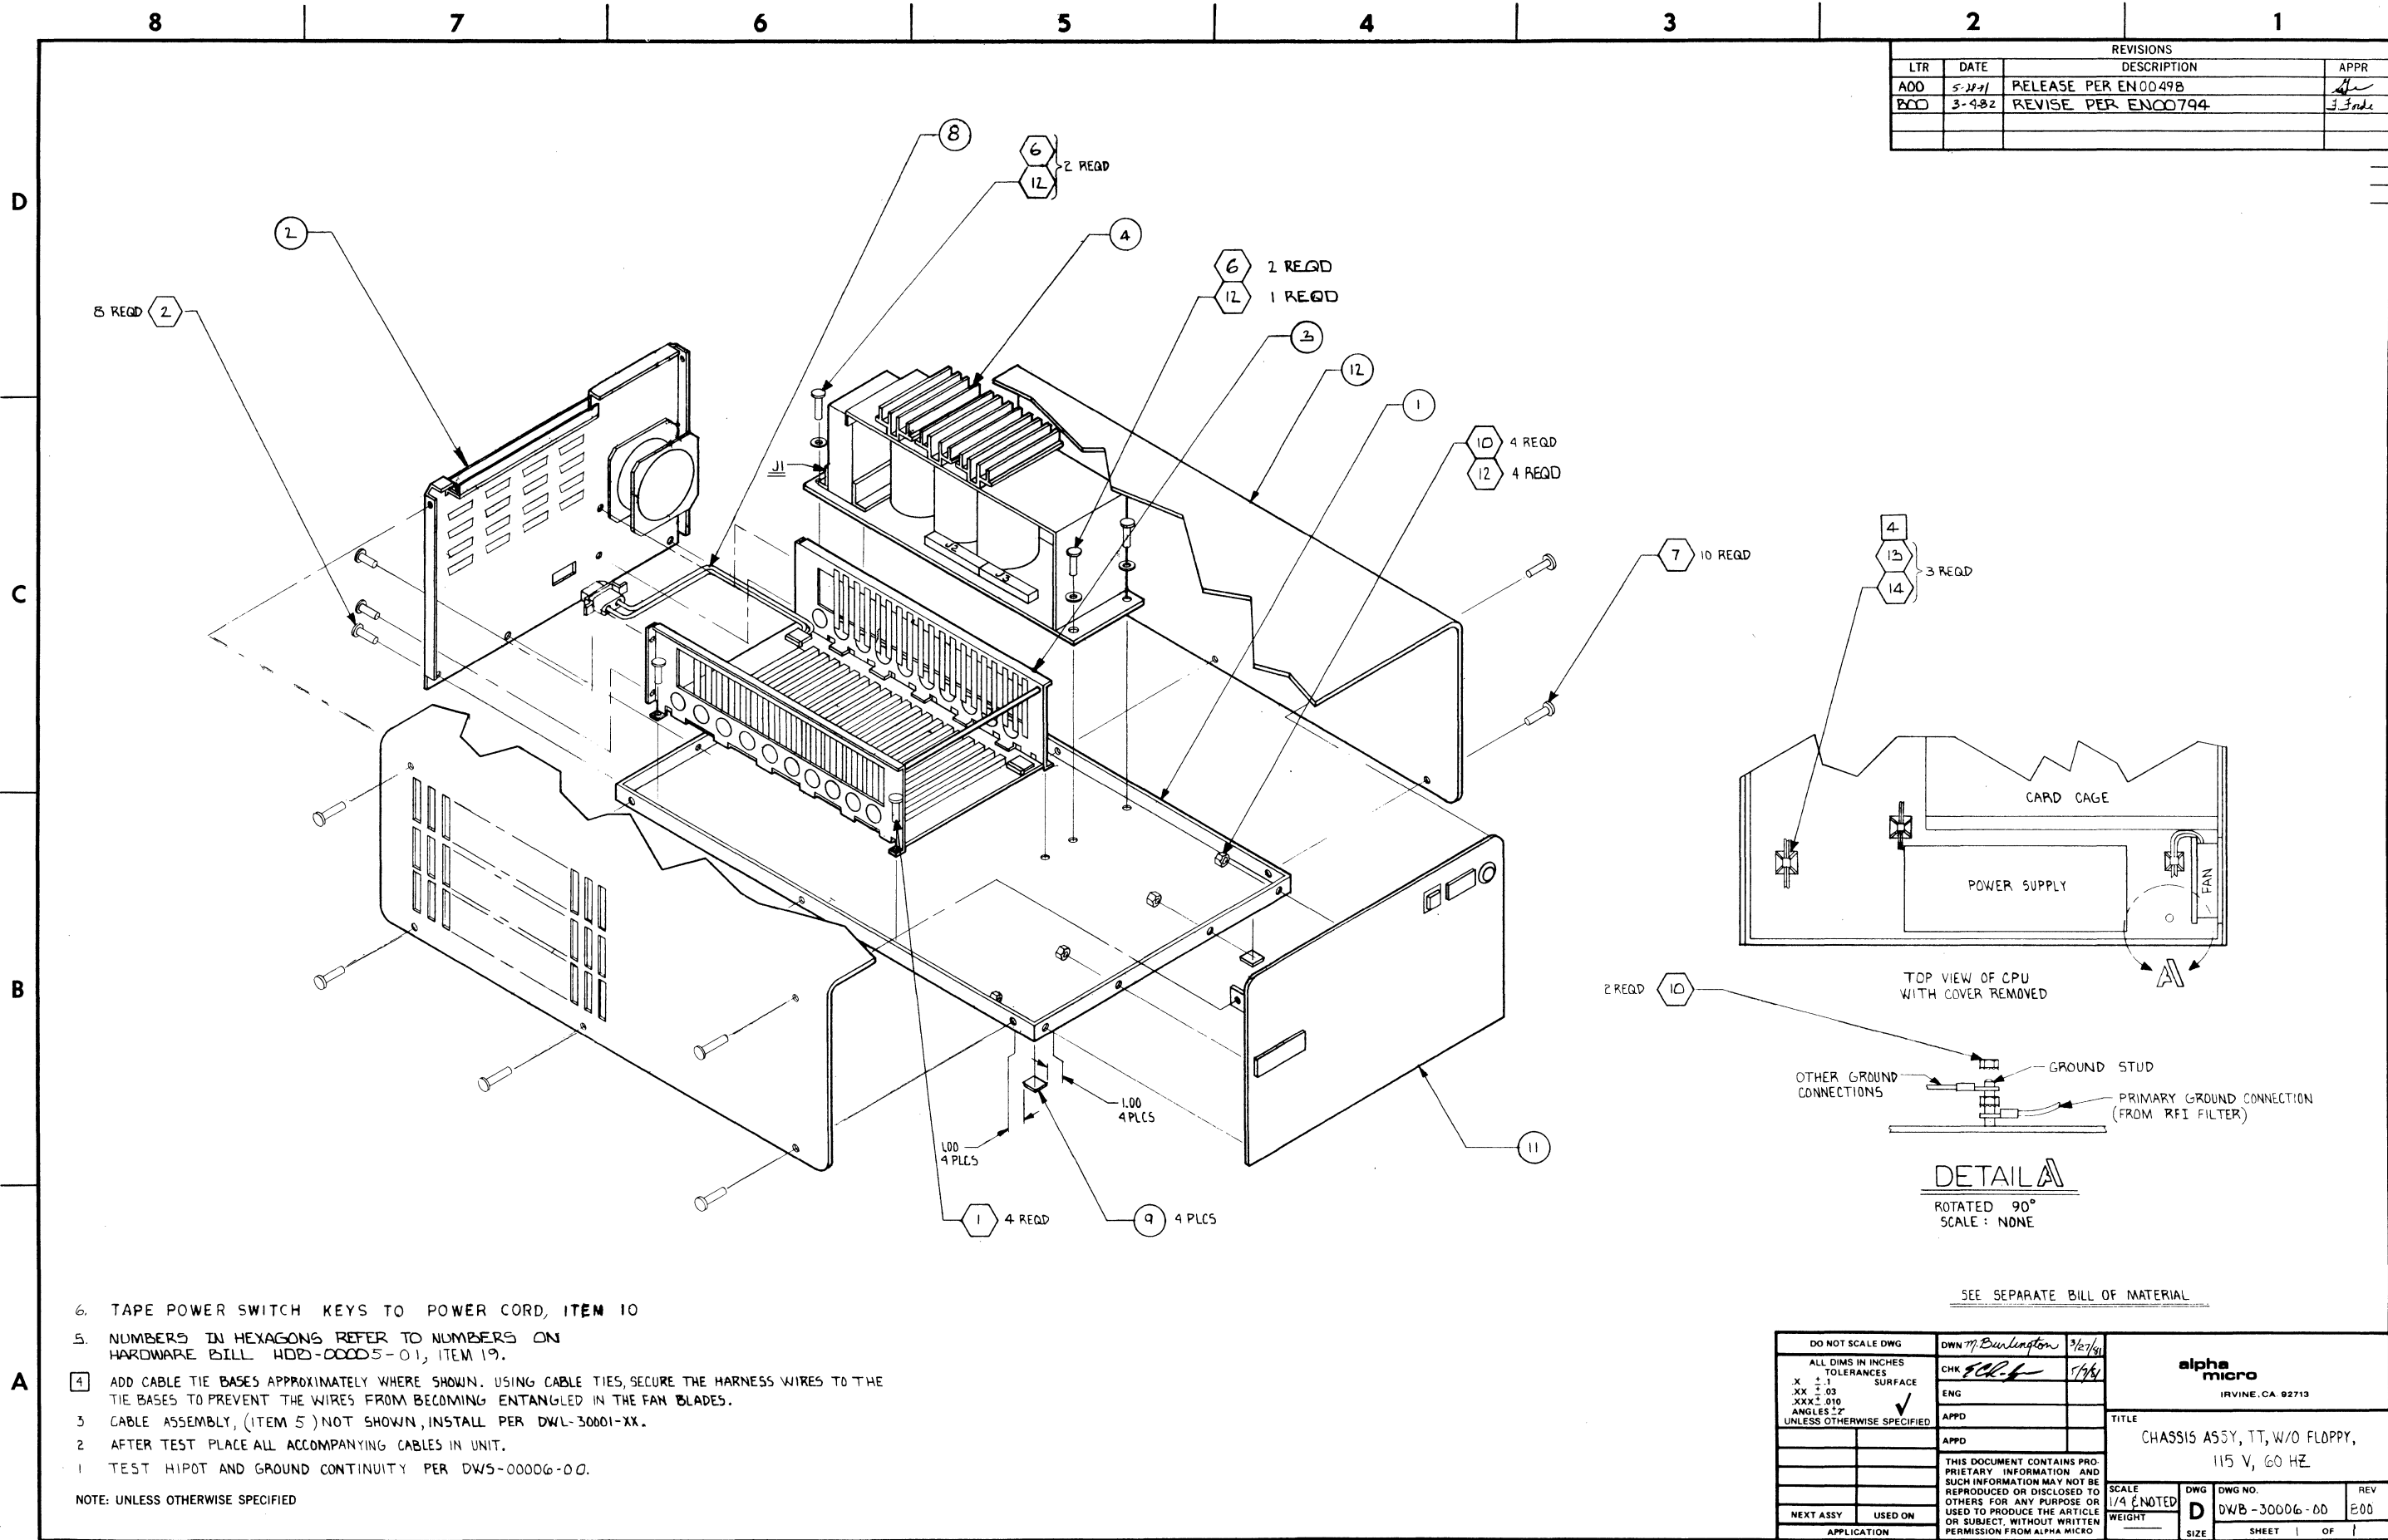 8 7 6 5 4 3 2 1
REVISIONS
LTR DATE DESCRIPTION APPR
A00 RELEASE PER EN00498
B00 3-4-82 REVISE PER EN00794 J. Forde
D
C
B
A
8
6
12
2 REQD
2
4
6 2 REQD
12 1 REQD
8 REQD 2
3
12
1
10 4 REQD
12 4 REQD
J1
J2
J3
7 10 REQD
4
13
14
3 REQD
CARD CAGE
POWER SUPPLY
FAN
TOP VIEW OF CPU
WITH COVER REMOVED
A
2 REQD 10
GROUND STUD
OTHER GROUND
CONNECTIONS
PRIMARY GROUND CONNECTION
(FROM RFI FILTER)
DETAIL A
ROTATED 90°
SCALE : NONE
1.00
4 PLCS
1.00
4 PLCS
11
1 4 REQD
9 4 PLCS
SEE SEPARATE BILL OF MATERIAL
6. TAPE POWER SWITCH KEYS TO POWER CORD, ITEM 10
5. NUMBERS IN HEXAGONS REFER TO NUMBERS ON
HARDWARE BILL HDB-00005-01, ITEM 19.
4 ADD CABLE TIE BASES APPROXIMATELY WHERE SHOWN. USING CABLE TIES, SECURE THE HARNESS WIRES TO THE
TIE BASES TO PREVENT THE WIRES FROM BECOMING ENTANGLED IN THE FAN BLADES.
3 CABLE ASSEMBLY, (ITEM 5) NOT SHOWN, INSTALL PER DWL-30001-XX.
2 AFTER TEST PLACE ALL ACCOMPANYING CABLES IN UNIT.
1 TEST HIPOT AND GROUND CONTINUITY PER DWS-00006-00.
NOTE: UNLESS OTHERWISE SPECIFIED
DO NOT SCALE DWG
ALL DIMS IN INCHES
TOLERANCES
.X ± .1 SURFACE
.XX ± .03
.XXX ± .010 √
ANGLES ± 2°
UNLESS OTHERWISE SPECIFIED
NEXT ASSY USED ON
APPLICATION
DWN M. Burlington 3/27/81
CHK
ENG
APPD
APPD
THIS DOCUMENT CONTAINS PRO-
PRIETARY INFORMATION AND
SUCH INFORMATION MAY NOT BE
REPRODUCED OR DISCLOSED TO
OTHERS FOR ANY PURPOSE OR
USED TO PRODUCE THE ARTICLE
OR SUBJECT, WITHOUT WRITTEN
PERMISSION FROM ALPHA MICRO
alpha
micro
IRVINE, CA. 92713
TITLE
CHASSIS ASSY, TT, W/O FLOPPY,
115 V, 60 HZ
SCALE 1/4 & NOTED
WEIGHT
DWG D SIZE
DWG NO. DWB-30006-00
REV B00
SHEET 1 OF 1